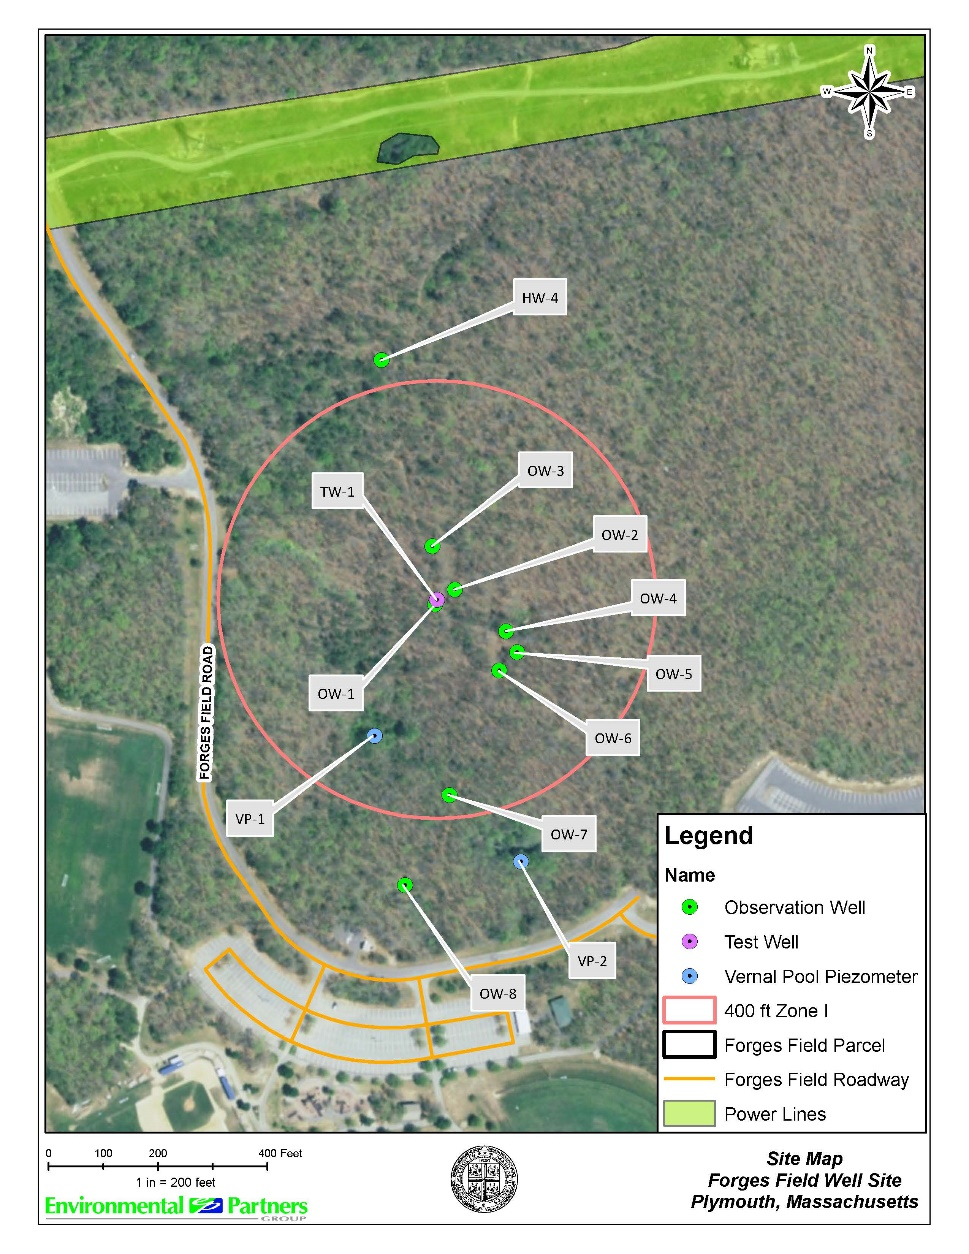 N
W E
S
HW-4
OW-3
TW-1
OW-2
OW-4
OW-5
OW-1
OW-6
FORGES FIELD ROAD
VP-1
OW-7
VP-2
OW-8
Legend
Name
Observation Well
Test Well
Vernal Pool Piezometer
400 ft Zone I
Forges Field Parcel
Forges Field Roadway
Power Lines
0 100 200 400 Feet
1 in = 200 feet
Environmental Partners
GROUP
Site Map
Forges Field Well Site
Plymouth, Massachusetts